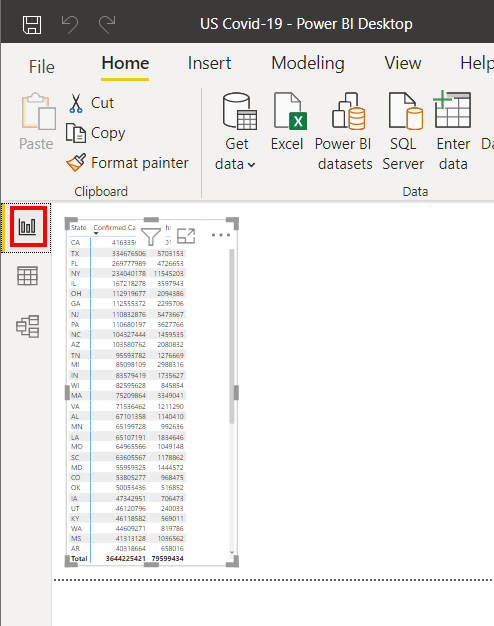 US Covid-19 - Power BI Desktop
File Home Insert Modeling View Help
Cut
Copy
Paste
Format painter
Clipboard
Get data
Excel
Power BI datasets
SQL Server
Enter data
Data
State Confirmed Ca
CA
TX 334676506 5703153
FL 269777989 4726653
NY 234040178 11545203
IL 167218278 3597943
OH 112919677 2094386
GA 112555372 2295706
NJ 110832876 5473667
PA 110680197 3627766
NC 104327444 1459535
AZ 103580762 2080832
TN 95593782 1276669
MI 85098109 2988316
IN 83579419 1735627
WI 82595628 845854
MA 75209864 3349041
VA 71536462 1211290
AL 67101358 1140410
MN 65199728 992636
LA 65107191 1834646
MO 64965566 1049148
SC 63605567 1178862
MD 55959325 1444572
CO 53805277 968475
OK 50053436 516852
IA 47342951 706473
UT 46120796 240033
KY 46118582 569011
WA 44609271 819786
MS 41313128 1036562
AR 40318664 658016
Total 3644225421 79599434